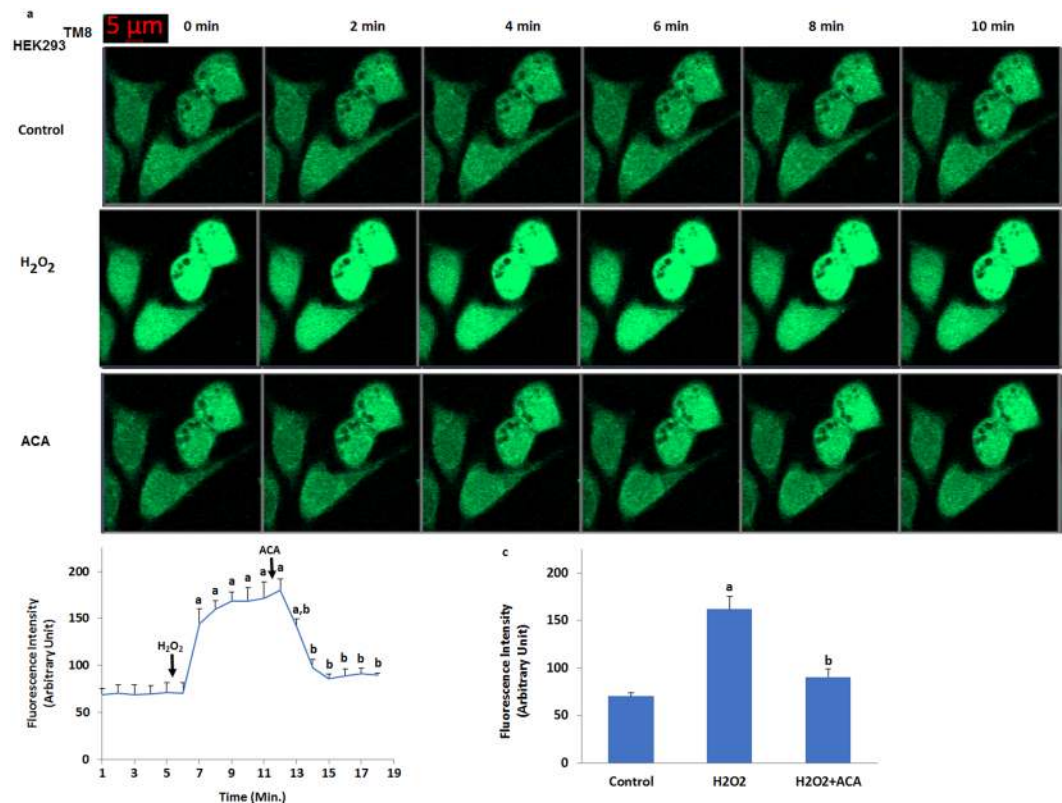 a
TM8 5 µm 0 min 2 min 4 min 6 min 8 min 10 min
HEK293
Control
H2O2
ACA
Fluorescence Intensity
(Arbitrary Unit)
200
150
100
50
0
H2O2
a a a a a a
ACA
a,b
b b b b b
1 3 5 7 9 11 13 15 17 19
Time (Min.)
c
Fluorescence Intensity
(Arbitrary Unit)
200
150
100
50
0
a
b
Control H2O2 H2O2+ACA